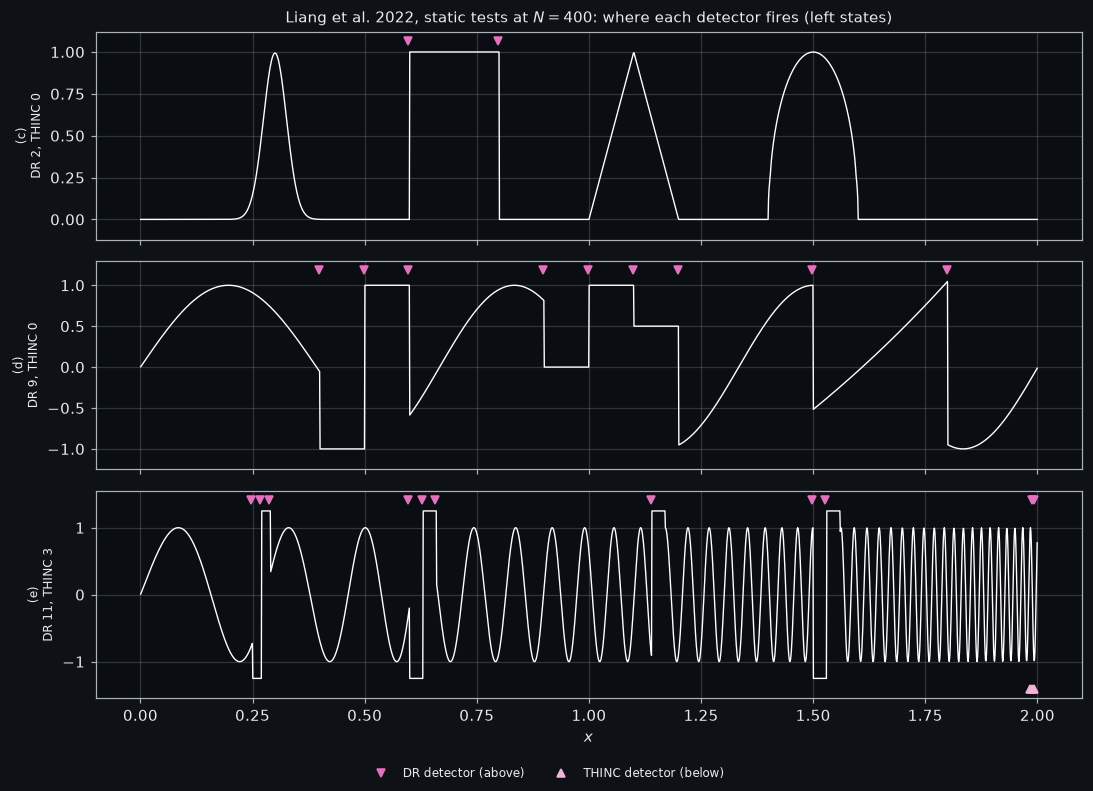 Liang et al. 2022, static tests at N = 400: where each detector fires (left states)
(c)
DR 2, THINC 0
1.00
0.75
0.50
0.25
0.00
(d)
DR 9, THINC 0
1.0
0.5
0.0
−0.5
−1.0
(e)
DR 11, THINC 3
1
0
−1
0.00 0.25 0.50 0.75 1.00 1.25 1.50 1.75 2.00
x
DR detector (above) THINC detector (below)